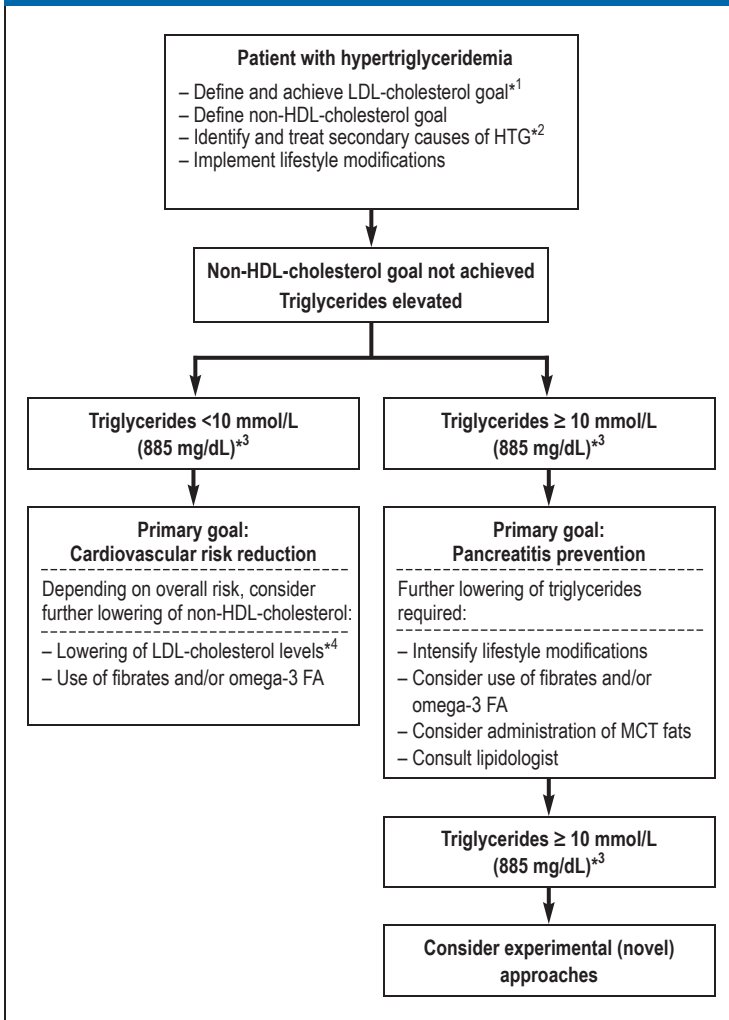 Patient with hypertriglyceridemia
– Define and achieve LDL-cholesterol goal*1
– Define non-HDL-cholesterol goal
– Identify and treat secondary causes of HTG*2
– Implement lifestyle modifications
Non-HDL-cholesterol goal not achieved
Triglycerides elevated
Triglycerides <10 mmol/L
(885 mg/dL)*3
Triglycerides ≥ 10 mmol/L
(885 mg/dL)*3
Primary goal:
Cardiovascular risk reduction
Depending on overall risk, consider
further lowering of non-HDL-cholesterol:
– Lowering of LDL-cholesterol levels*4
– Use of fibrates and/or omega-3 FA
Primary goal:
Pancreatitis prevention
Further lowering of triglycerides
required:
– Intensify lifestyle modifications
– Consider use of fibrates and/or
omega-3 FA
– Consider administration of MCT fats
– Consult lipidologist
Triglycerides ≥ 10 mmol/L
(885 mg/dL)*3
Consider experimental (novel)
approaches